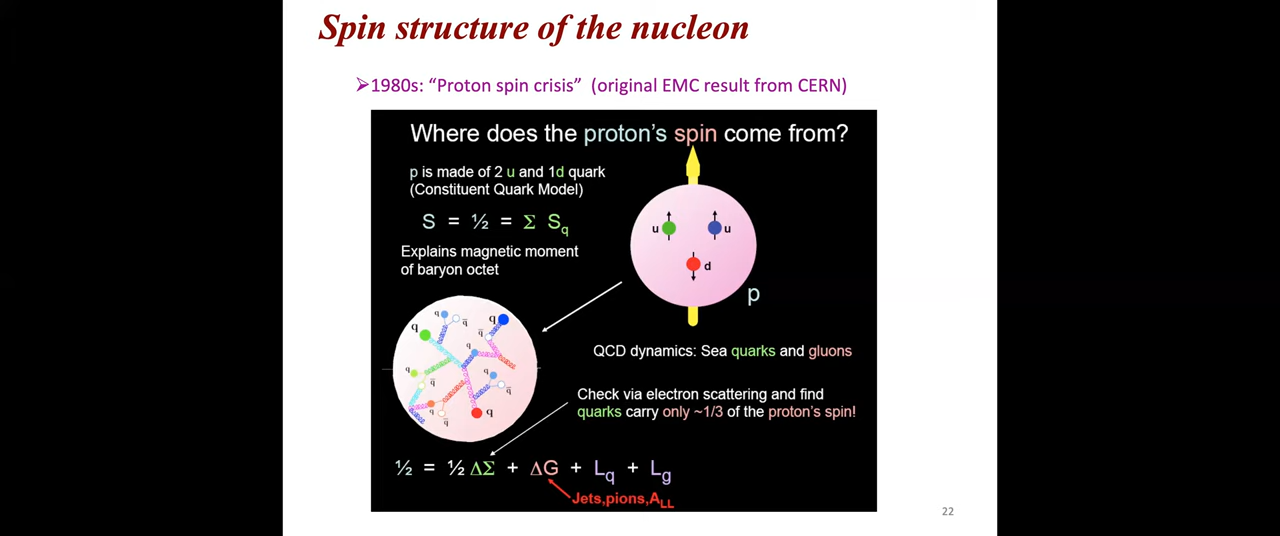 22
Spin structure of the nucleon
➢1980s: “Proton spin crisis” (original EMC result from CERN)
Where does the proton's spin come from?
p is made of 2 u and 1d quark
(Constituent Quark Model)
S = ½ = Σ S_q
Explains magnetic moment
of baryon octet
u
u
d
p
q
q
q̅
q̅
q
q
q
q̅
q
q̅
q
q̅
q
QCD dynamics: Sea quarks and gluons
Check via electron scattering and find
quarks carry only ~1/3 of the proton's spin!
½ = ½ ΔΣ + ΔG + L_q + L_g
Jets,pions,A_LL
22